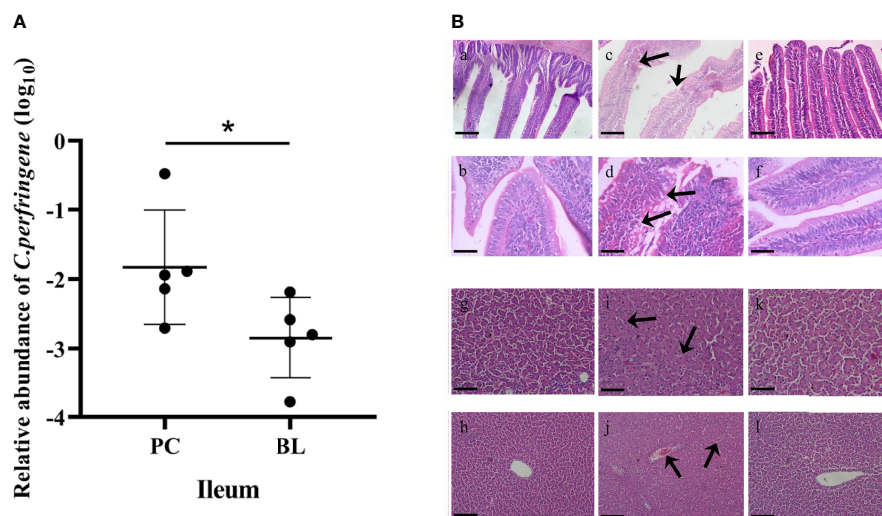 A
Relative abundance of C.perfringene (log10)
0
-1
-2
-3
-4
*
PC BL
Ileum
B
a c e
b d f
g i k
h j l